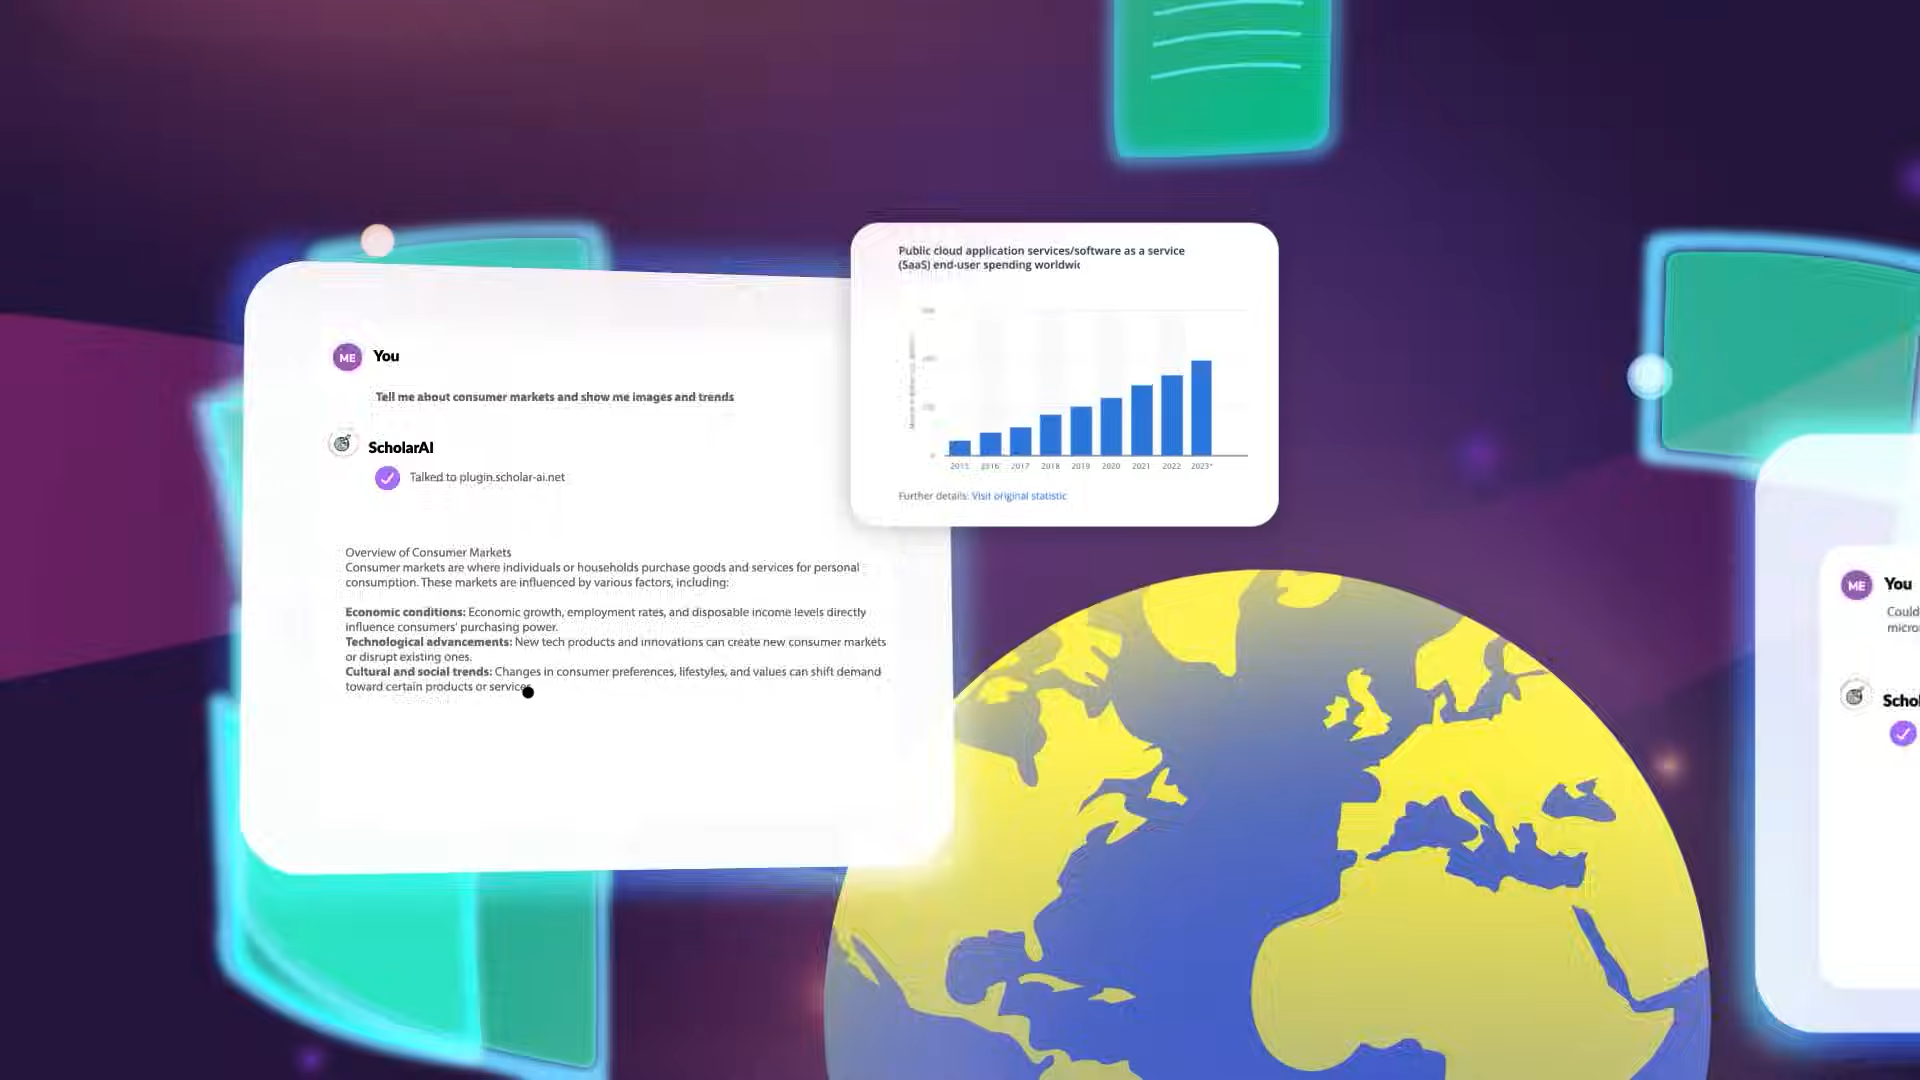 ME You
Tell me about consumer markets and show me images and trends
ScholarAI
Talked to plugin.scholar-ai.net
Overview of Consumer Markets
Consumer markets are where individuals or households purchase goods and services for personal
consumption. These markets are influenced by various factors, including:
Economic conditions: Economic growth, employment rates, and disposable income levels directly
influence consumers' purchasing power.
Technological advancements: New tech products and innovations can create new consumer markets
or disrupt existing ones.
Cultural and social trends: Changes in consumer preferences, lifestyles, and values can shift demand
toward certain products or services
Public cloud application services/software as a service
(SaaS) end-user spending worldwic
2015 2016 2017 2018 2019 2020 2021 2022 2023*
Further details: Visit original statistic
ME You
Could
micro
Schol